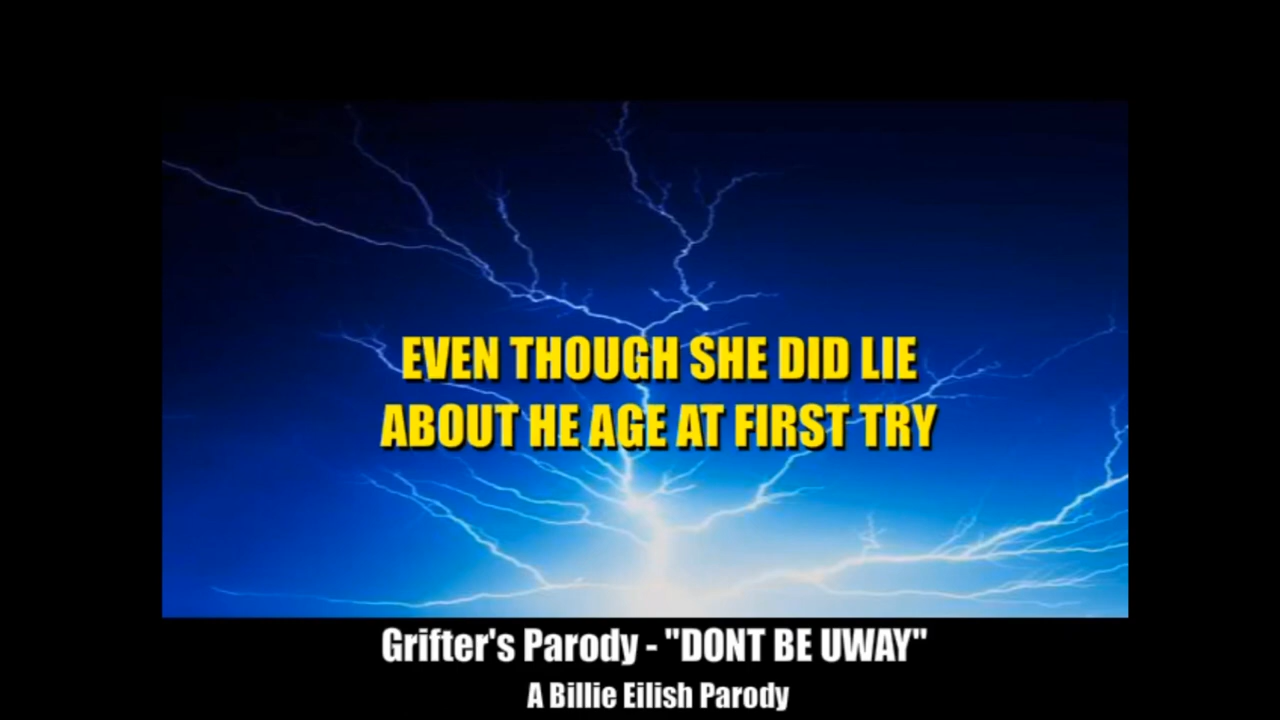 EVEN THOUGH SHE DID LIE
ABOUT HE AGE AT FIRST TRY
Grifter's Parody - "DONT BE UWAY"
A Billie Eilish Parody